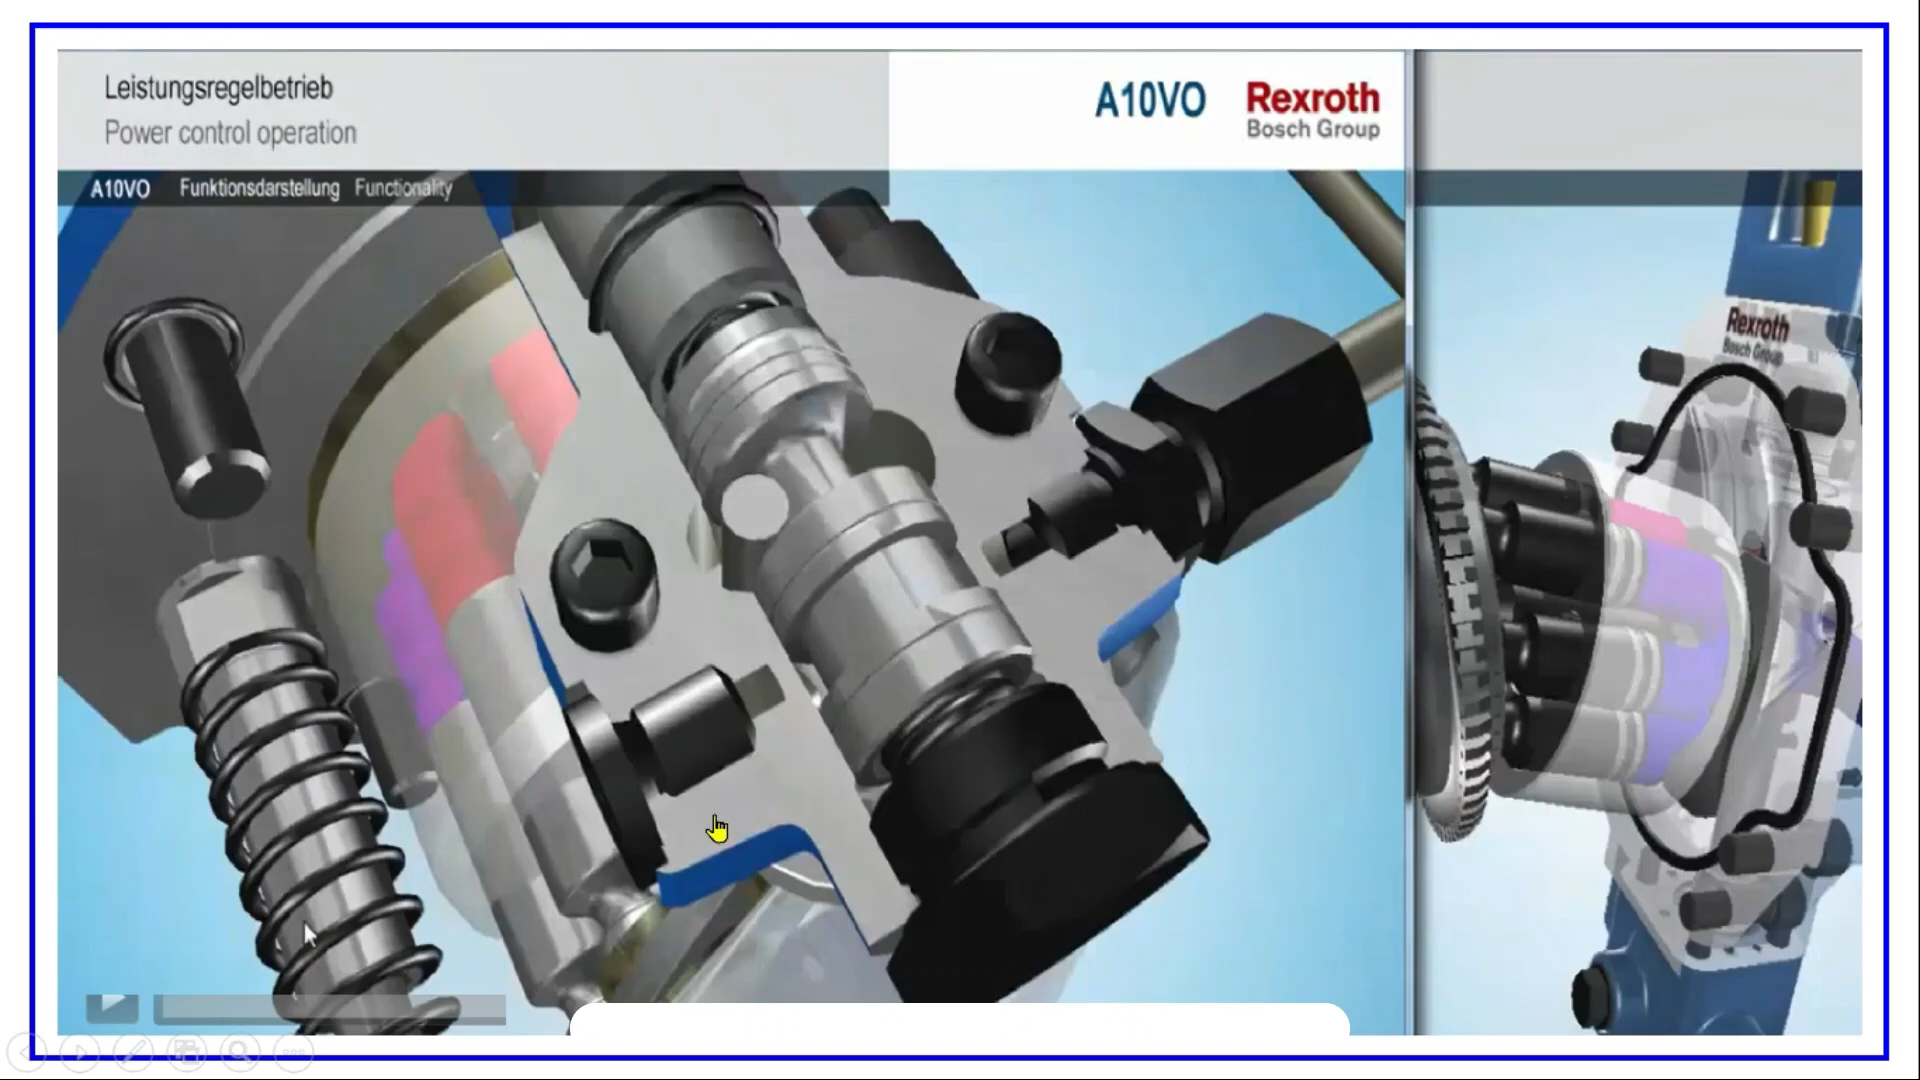 Leistungsregelbetrieb
Power control operation
A10VO
Rexroth
Bosch Group
A10VO Funktionsdarstellung Functionality
Rexroth
Bosch Group